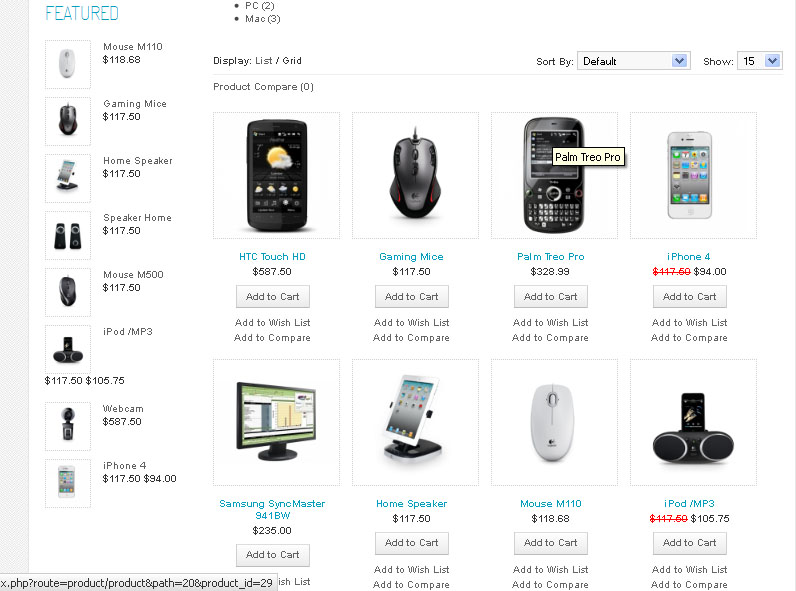 FEATURED
Mouse M110
$118.68
Gaming Mice
$117.50
Home Speaker
$117.50
Speaker Home
$117.50
Mouse M500
$117.50
iPod /MP3
$117.50 $105.75
Webcam
$587.50
iPhone 4
$117.50 $94.00
PC (2)
Mac (3)
Display: List / Grid
Sort By: Default
Show: 15
Product Compare (0)
Palm Treo Pro
HTC Touch HD
$587.50
Add to Cart
Add to Wish List
Add to Compare
Gaming Mice
$117.50
Add to Cart
Add to Wish List
Add to Compare
Palm Treo Pro
$328.99
Add to Cart
Add to Wish List
Add to Compare
iPhone 4
$117.50 $94.00
Add to Cart
Add to Wish List
Add to Compare
Samsung SyncMaster
941BW
$235.00
Add to Cart
ish List
Home Speaker
$117.50
Add to Cart
Add to Wish List
Add to Compare
Mouse M110
$118.68
Add to Cart
Add to Wish List
Add to Compare
iPod /MP3
$117.50 $105.75
Add to Cart
Add to Wish List
Add to Compare
x.php?route=product/product&path=20&product_id=29